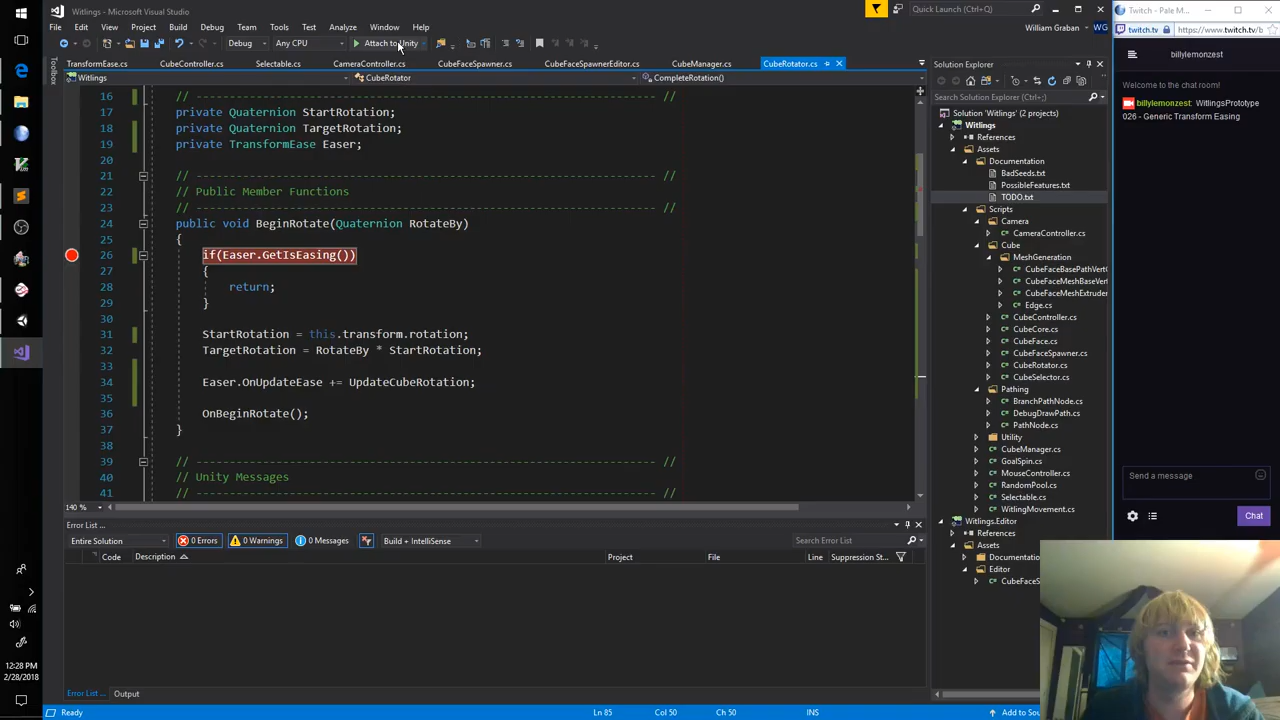 Witlings - Microsoft Visual Studio
Quick Launch (Ctrl+Q)
Twitch - Pale M...
File Edit View Project Build Debug Team Tools Test Analyze Window Help
William Graban WG
twitch.tv https://www.twitch.tv/b
Debug Any CPU Attach to Unity
TransformEase.cs CubeController.cs Selectable.cs CameraController.cs CubeFaceSpawner.cs CubeFaceSpawnerEditor.cs CubeManager.cs CubeRotator.cs
Witlings CubeRotator CompleteRotation()
Toolbox
16 // --------------------------------------------------------------------- //
17 private Quaternion StartRotation;
18 private Quaternion TargetRotation;
19 private TransformEase Easer;
20
21 // --------------------------------------------------------------------- //
22 // Public Member Functions
23 // --------------------------------------------------------------------- //
24 public void BeginRotate(Quaternion RotateBy)
25 {
26 if(Easer.GetIsEasing())
27 {
28 return;
29 }
30
31 StartRotation = this.transform.rotation;
32 TargetRotation = RotateBy * StartRotation;
33
34 Easer.OnUpdateEase += UpdateCubeRotation;
35
36 OnBeginRotate();
37 }
38
39 // --------------------------------------------------------------------- //
40 // Unity Messages
41 // --------------------------------------------------------------------- //
140 %
Error List ...
Entire Solution 0 Errors 0 Warnings 0 Messages Build + IntelliSense Search Error List
Code Description Project File Line Suppression St...
Error List ... Output
Ready Ln 85 Col 50 Ch 50 INS Add to Sou
Solution Explorer
Search Solution Explorer (Ctrl+;)
Solution 'Witlings' (2 projects)
Witlings
References
Assets
Documentation
BadSeeds.txt
PossibleFeatures.txt
TODO.txt
Scripts
Camera
CameraController.cs
Cube
MeshGeneration
CubeFaceBasePathVert
CubeFaceMeshBaseVer
CubeFaceMeshExtruder
Edge.cs
CubeController.cs
CubeCore.cs
CubeFace.cs
CubeFaceSpawner.cs
CubeRotator.cs
CubeSelector.cs
Pathing
BranchPathNode.cs
DebugDrawPath.cs
PathNode.cs
Utility
CubeManager.cs
GoalSpin.cs
MouseController.cs
RandomPool.cs
Selectable.cs
WitlingMovement.cs
Witlings.Editor
References
Assets
Documentatio
Editor
CubeFaceS
billylemonzest
Welcome to the chat room!
billylemonzest: WitlingsPrototype
026 - Generic Transform Easing
Send a message
Chat
12:28 PM
2/28/2018